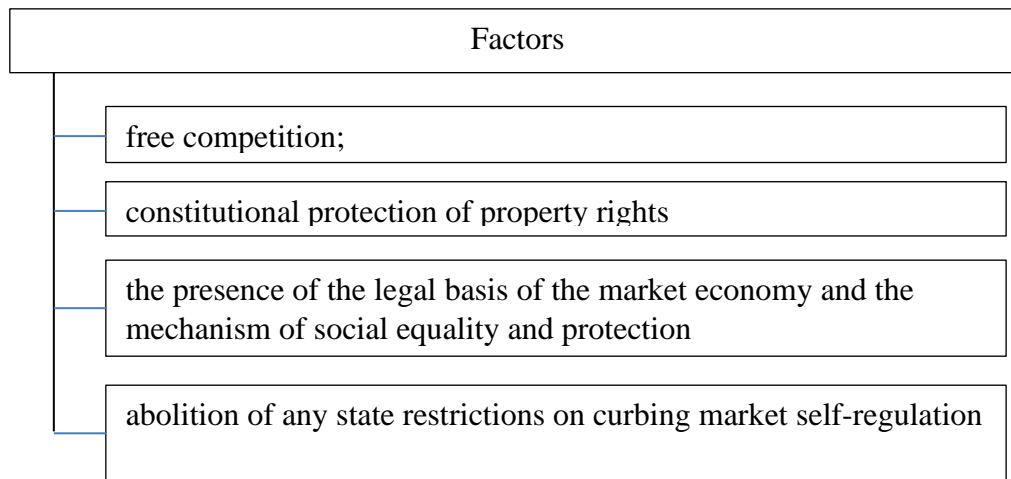 Factors
free competition;
constitutional protection of property rights
the presence of the legal basis of the market economy and the
mechanism of social equality and protection
abolition of any state restrictions on curbing market self-regulation